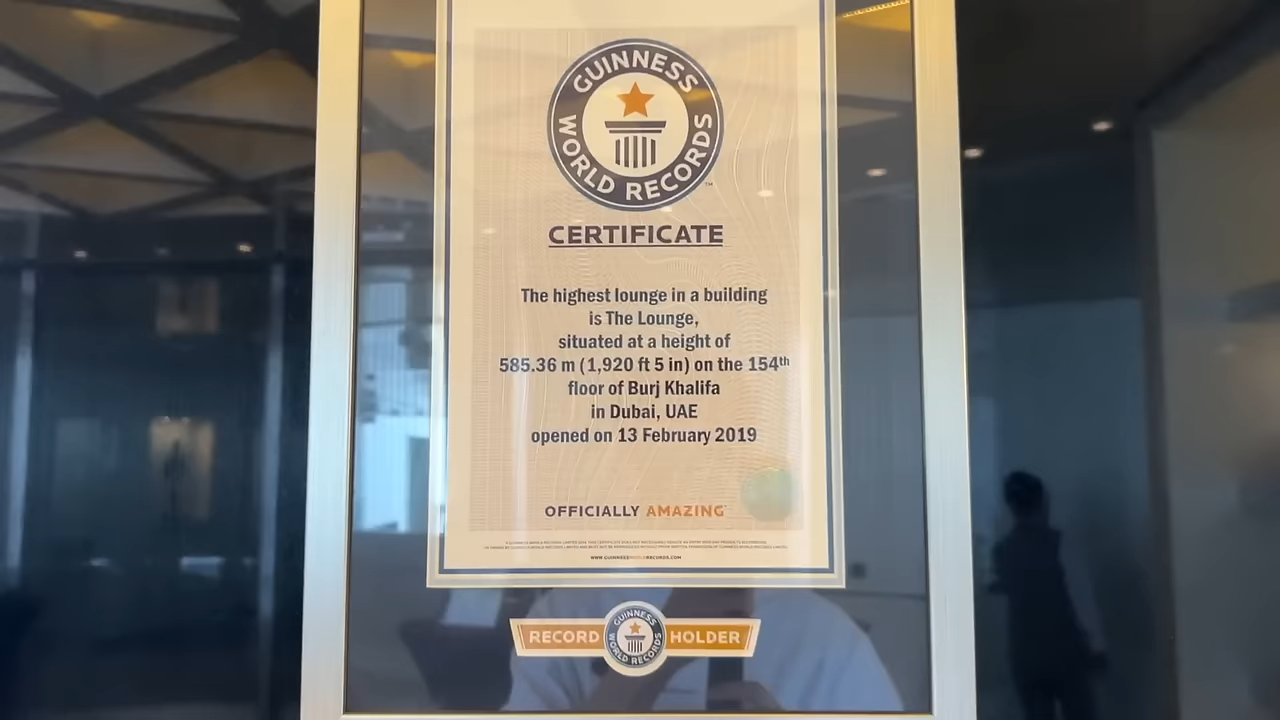 GUINNESS
WORLD RECORDS
TM
CERTIFICATE
The highest lounge in a building
is The Lounge,
situated at a height of
585.36 m (1,920 ft 5 in) on the 154th
floor of Burj Khalifa
in Dubai, UAE
opened on 13 February 2019
OFFICIALLY AMAZING
WWW.GUINNESSWORLDRECORDS.COM
RECORD HOLDER
GUINNESS
WORLD RECORDS